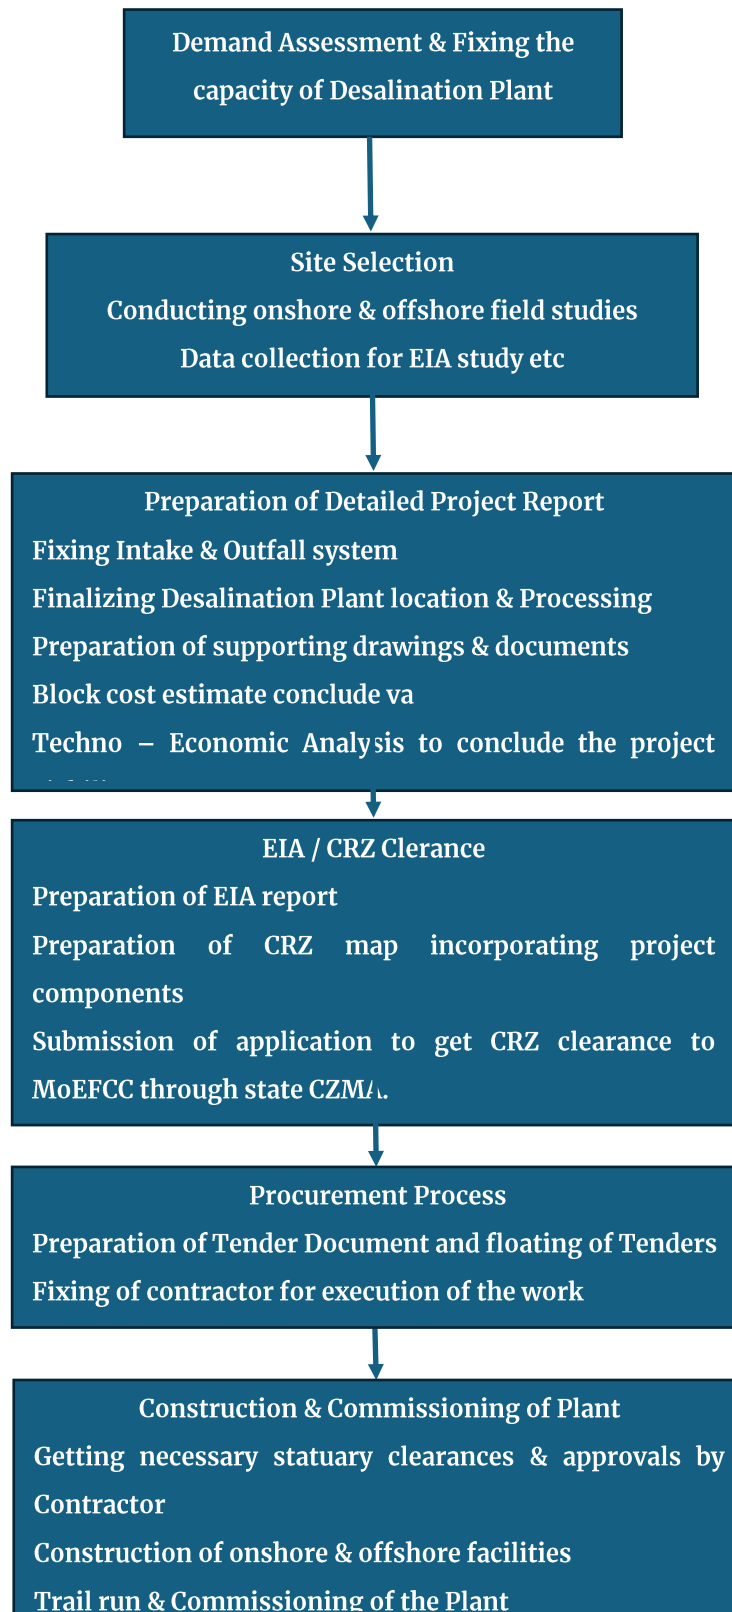 Demand Assessment & Fixing the
capacity of Desalination Plant
Site Selection
Conducting onshore & offshore field studies
Data collection for EIA study etc
Preparation of Detailed Project Report
Fixing Intake & Outfall system
Finalizing Desalination Plant location & Processing
Preparation of supporting drawings & documents
Block cost estimate conclude va
Techno – Economic Analysis to conclude the project
EIA / CRZ Clerance
Preparation of EIA report
Preparation of CRZ map incorporating project
components
Submission of application to get CRZ clearance to
MoEFCC through state CZMA.
Procurement Process
Preparation of Tender Document and floating of Tenders
Fixing of contractor for execution of the work
Construction & Commissioning of Plant
Getting necessary statuary clearances & approvals by
Contractor
Construction of onshore & offshore facilities
Trail run & Commissioning of the Plant